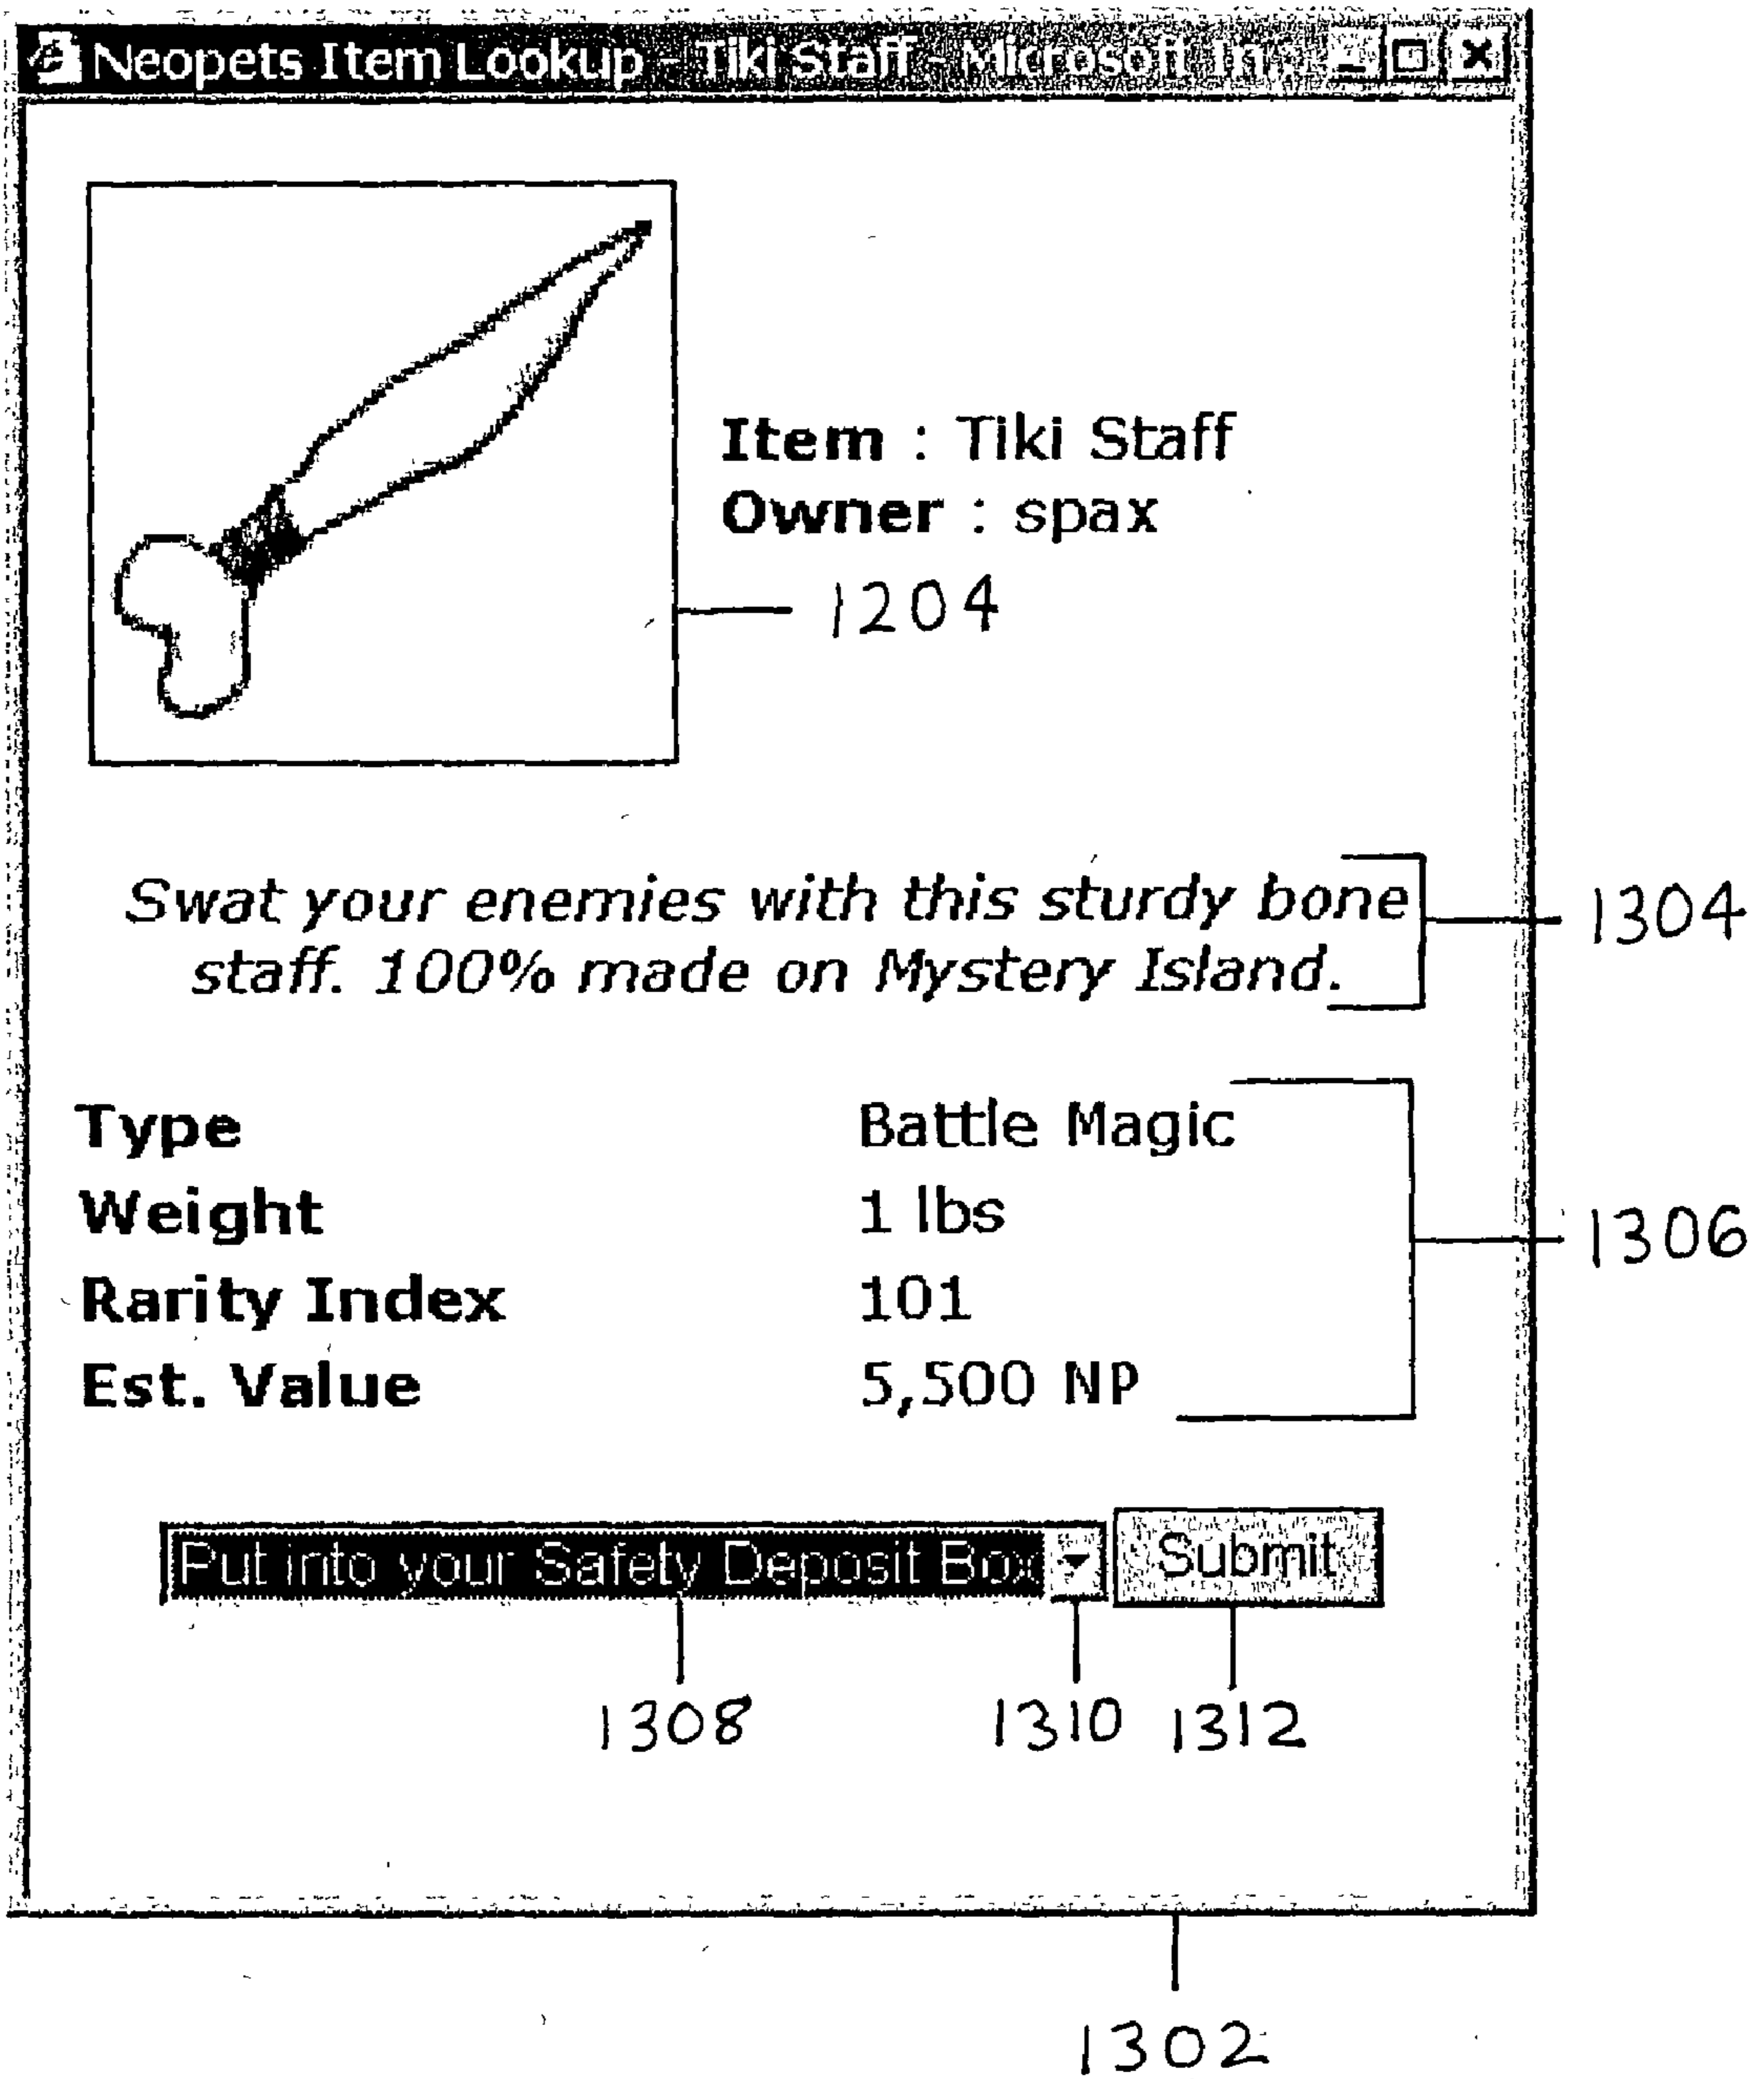 Neopets Item Lookup - Tiki Staff - Microsoft In...
Item : Tiki Staff
Owner : spax
1204
Swat your enemies with this sturdy bone
staff. 100% made on Mystery Island.
1304
Type Battle Magic
Weight 1 lbs
Rarity Index 101
Est. Value 5,500 NP
1306
Put into your Safety Deposit Box
Submit
1308
1310
1312
1302